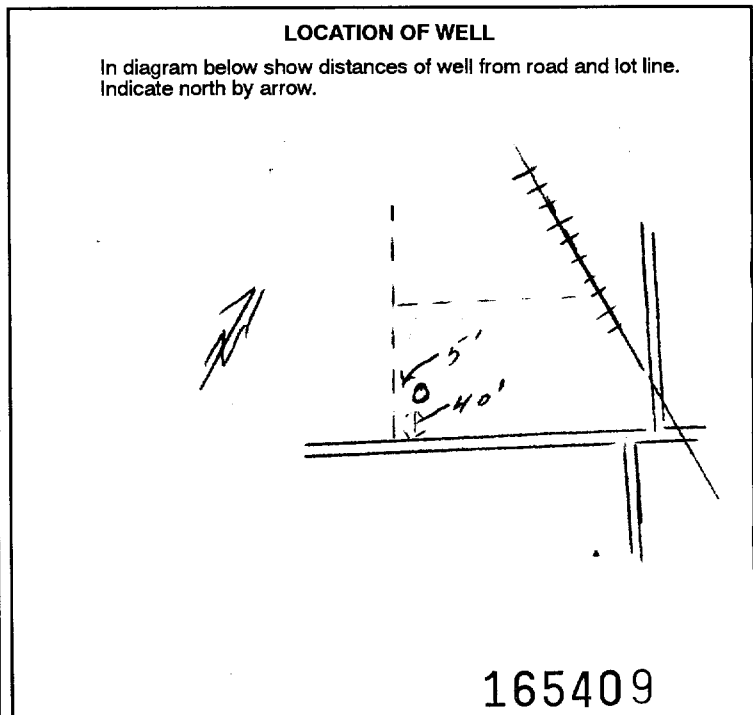 LOCATION OF WELL
In diagram below show distances of well from road and lot line.
Indicate north by arrow.
N
5'
40'
165409